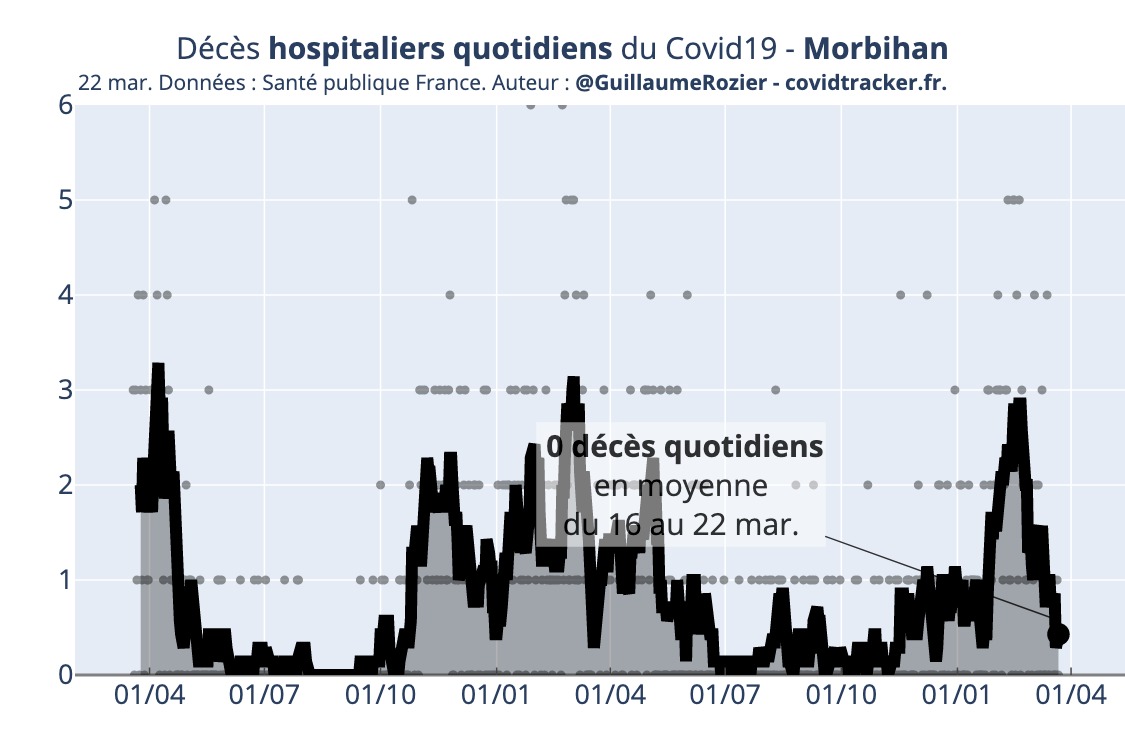 Décès hospitaliers quotidiens du Covid19 - Morbihan
22 mar. Données : Santé publique France. Auteur : @GuillaumeRozier - covidtracker.fr.
6
5
4
3
0 décès quotidiens
2
en moyenne
du 16 au 22 mar.
1
0
01/04 01/07 01/10 01/01 01/04 01/07 01/10 01/01 01/04